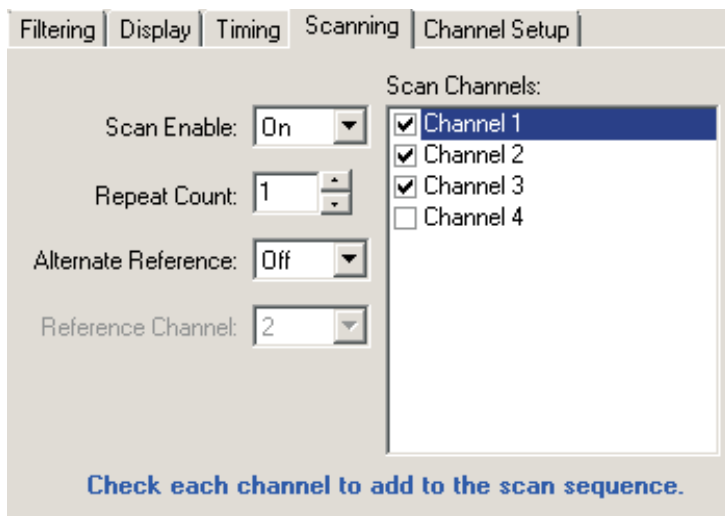 Filtering Display Timing Scanning Channel Setup
Scan Channels:
Scan Enable: On
Channel 1
Channel 2
Repeat Count: 1
Channel 3
Channel 4
Alternate Reference: Off
Reference Channel: 2
Check each channel to add to the scan sequence.